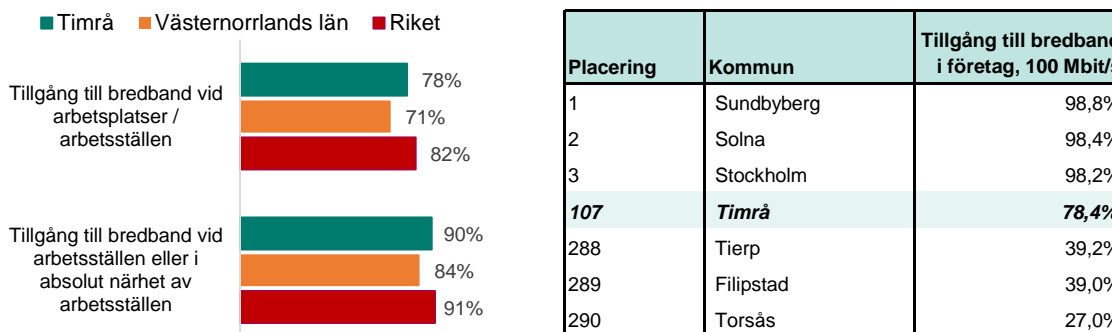 Timrå Västernorrlands län Riket
Tillgång till bredband vid
arbetsplatser /
arbetsställen
78%
71%
82%
Tillgång till bredband vid
arbetsställen eller i
absolut närhet av
arbetsställen
90%
84%
91%
Placering Kommun Tillgång till bredband
i företag, 100 Mbit/s
1 Sundbyberg 98,8%
2 Solna 98,4%
3 Stockholm 98,2%
107 Timrå 78,4%
288 Tierp 39,2%
289 Filipstad 39,0%
290 Torsås 27,0%